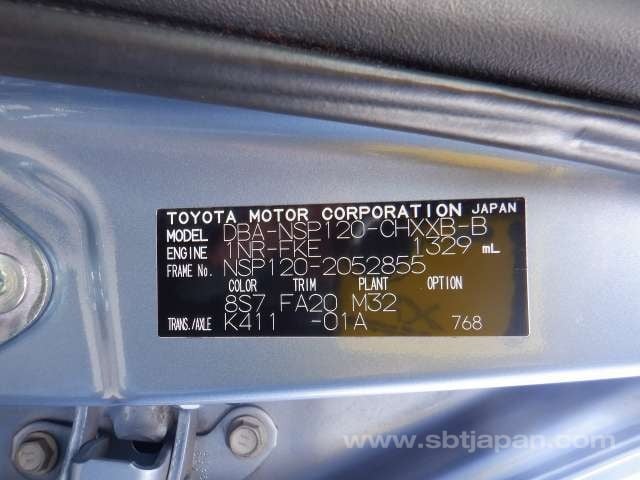 TOYOTA MOTOR CORPORATION JAPAN
MODEL DBA-NSP120-CHXXB-B
ENGINE 1NR-FKE 1329 mL
FRAME No. NSP120-2052855
COLOR TRIM PLANT OPTION
8S7 FA20 M32
TRANS./AXLE K411 -01A 768
www.sbtjapan.com